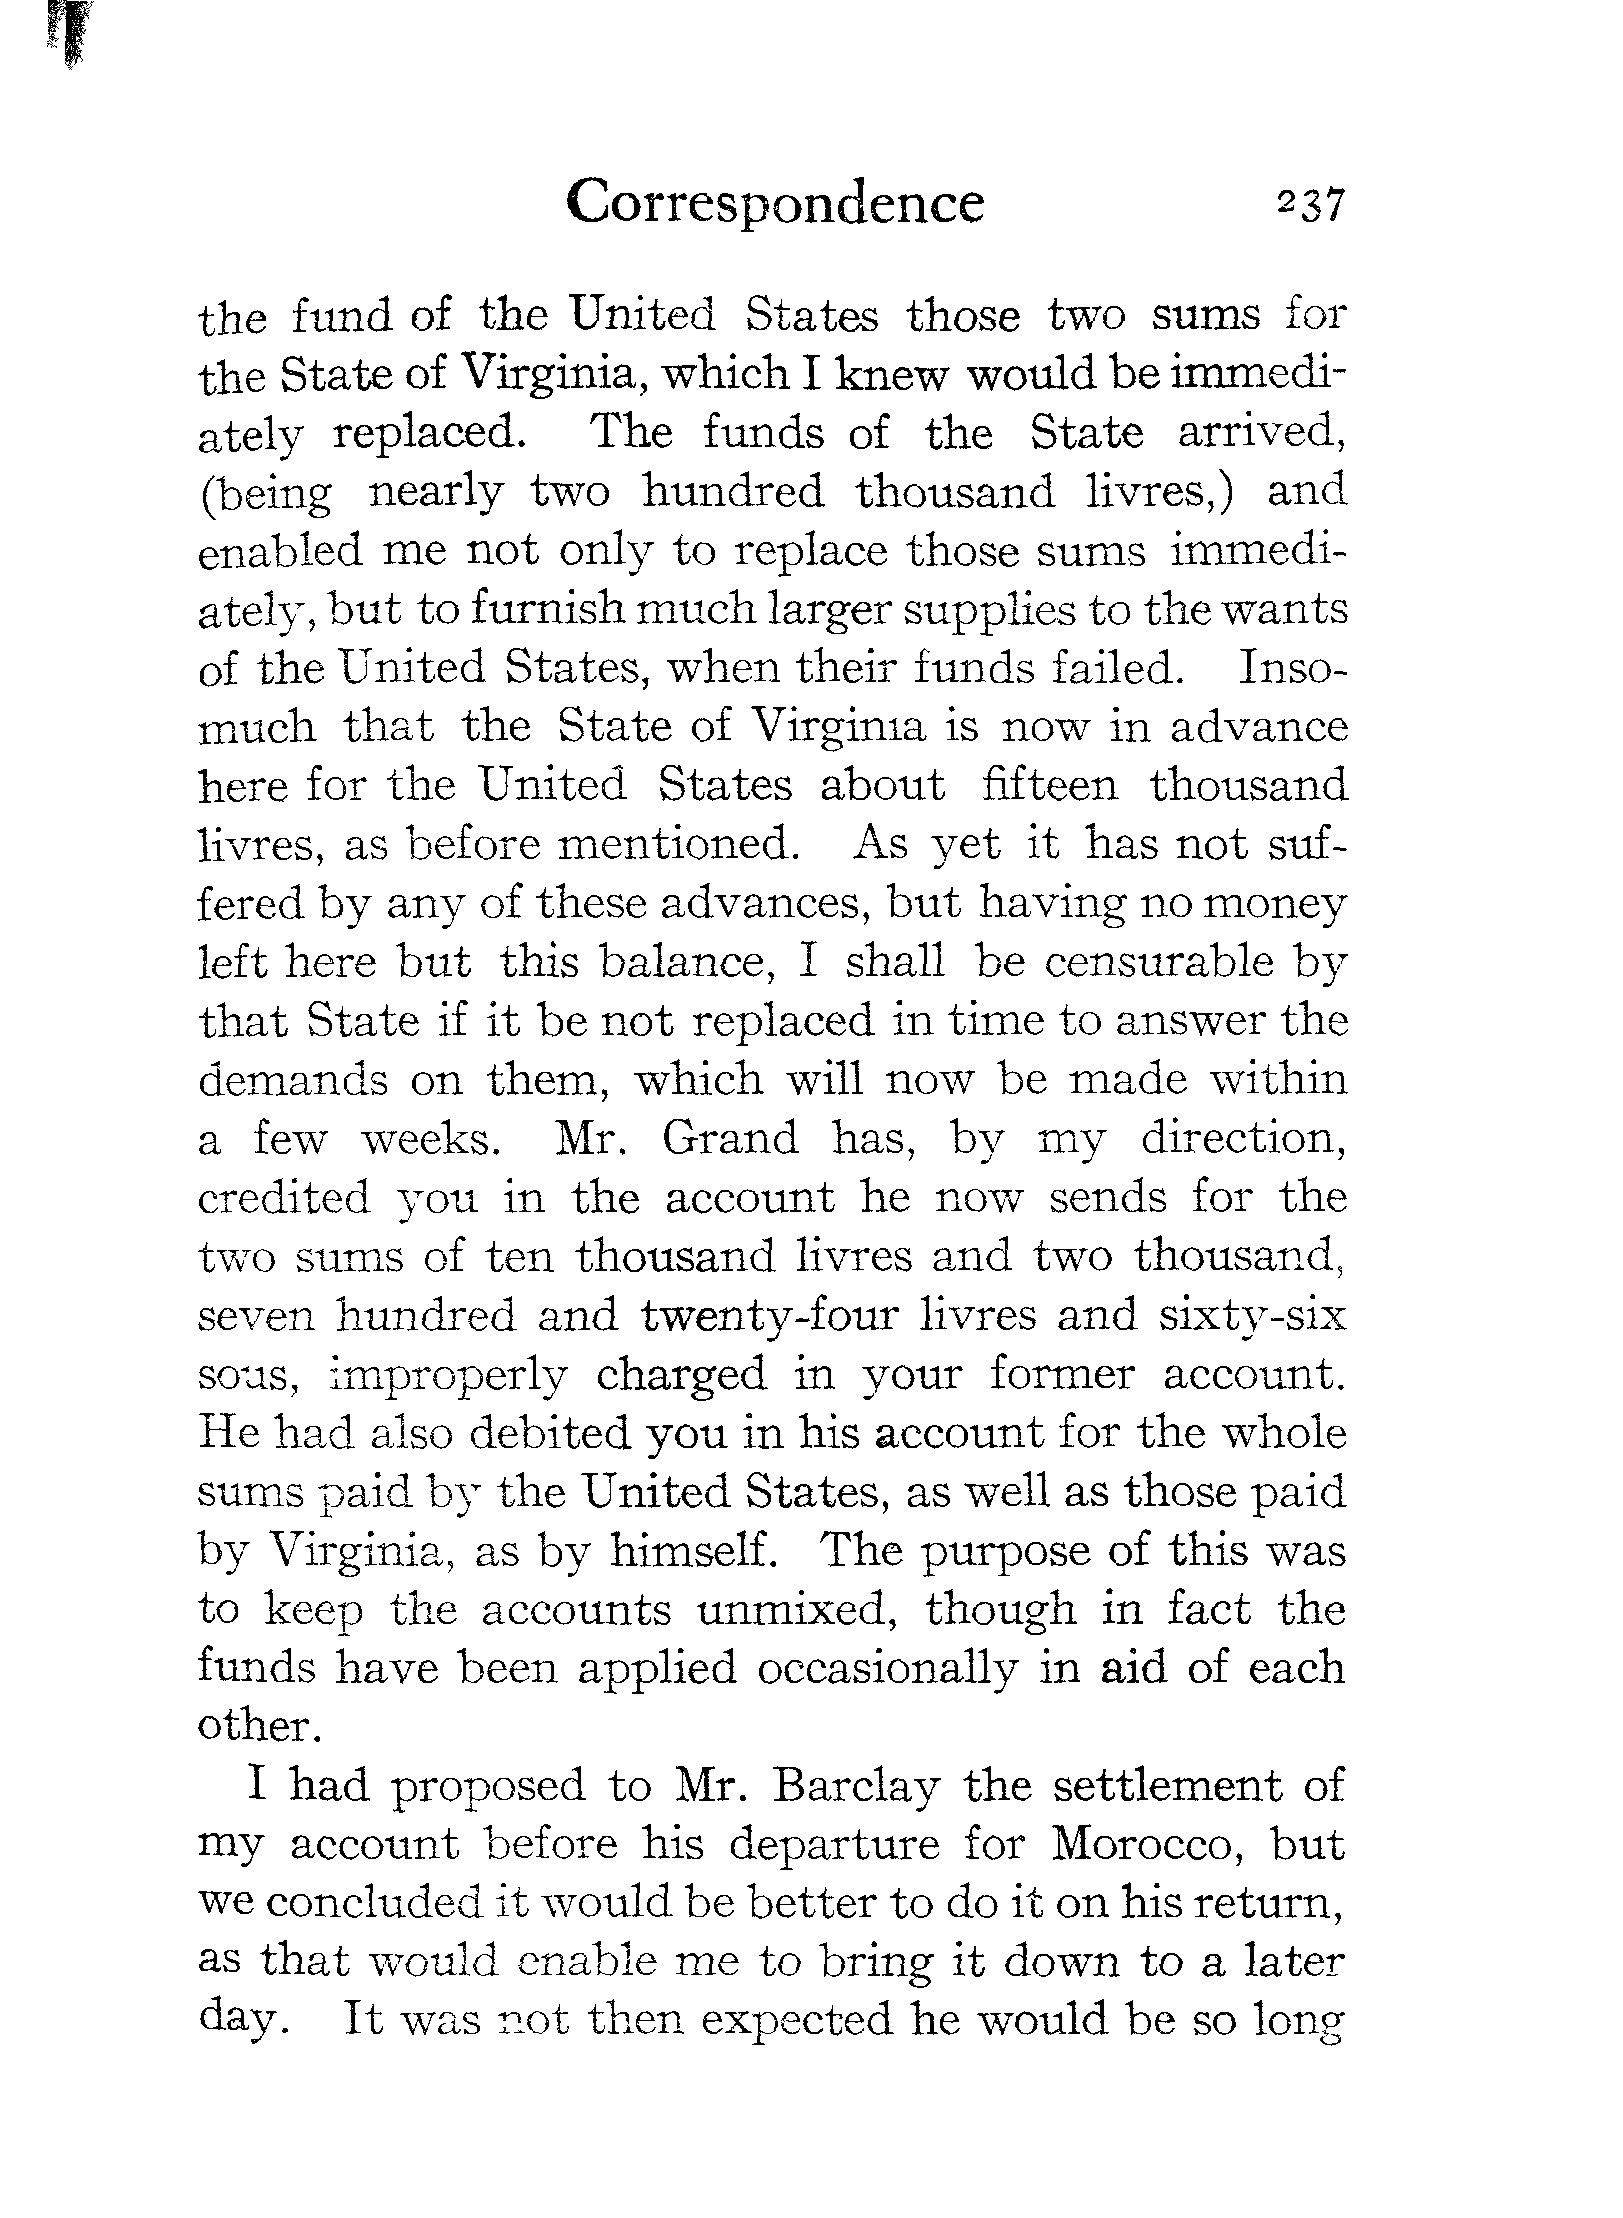 Correspondence 237
the fund of the United States those two sums for
the State of Virginia, which I knew would be immedi-
ately replaced. The funds of the State arrived,
(being nearly two hundred thousand livres,) and
enabled me not only to replace those sums immedi-
ately, but to furnish much larger supplies to the wants
of the United States, when their funds failed. Inso-
much that the State of Virginia is now in advance
here for the United States about fifteen thousand
livres, as before mentioned. As yet it has not suf-
fered by any of these advances, but having no money
left here but this balance, I shall be censurable by
that State if it be not replaced in time to answer the
demands on them, which will now be made within
a few weeks. Mr. Grand has, by my direction,
credited you in the account he now sends for the
two sums of ten thousand livres and two thousand,
seven hundred and twenty-four livres and sixty-six
sous, improperly charged in your former account.
He had also debited you in his account for the whole
sums paid by the United States, as well as those paid
by Virginia, as by himself. The purpose of this was
to keep the accounts unmixed, though in fact the
funds have been applied occasionally in aid of each
other.
I had proposed to Mr. Barclay the settlement of
my account before his departure for Morocco, but
we concluded it would be better to do it on his return,
as that would enable me to bring it down to a later
day. It was not then expected he would be so long